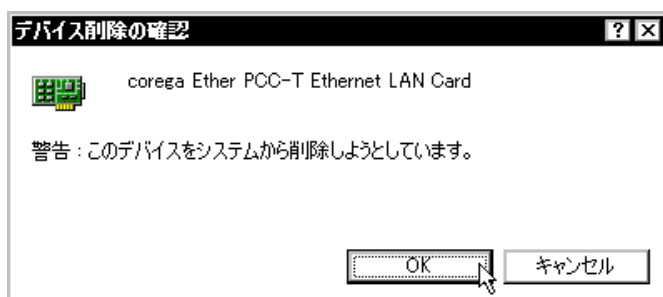 デバイス削除の確認
corega Ether PCC-T Ethernet LAN Card
警告：このデバイスをシステムから削除しようとしています。
OK
キャンセル